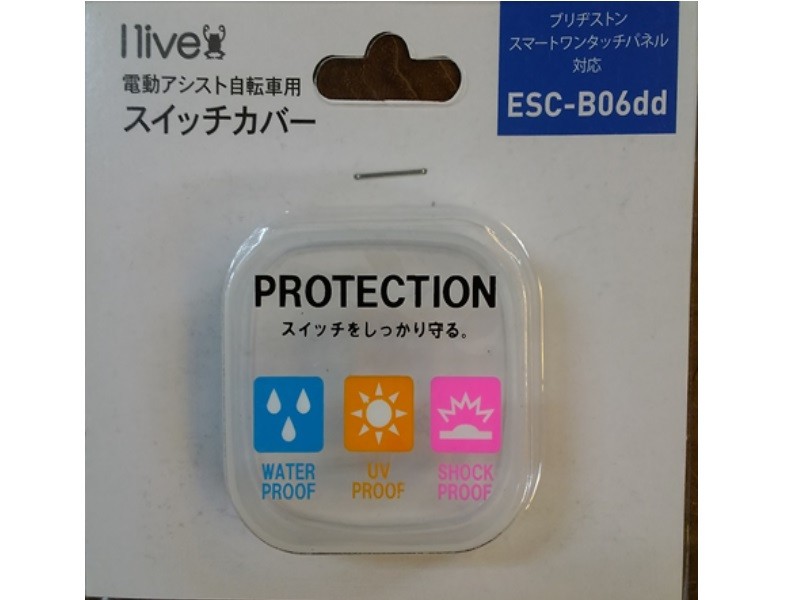 I live
電動アシスト自転車用
スイッチカバー
ブリヂストン
スマートワンタッチパネル
対応
ESC-B06dd
PROTECTION
スイッチをしっかり守る。
WATER PROOF
UV PROOF
SHOCK PROOF